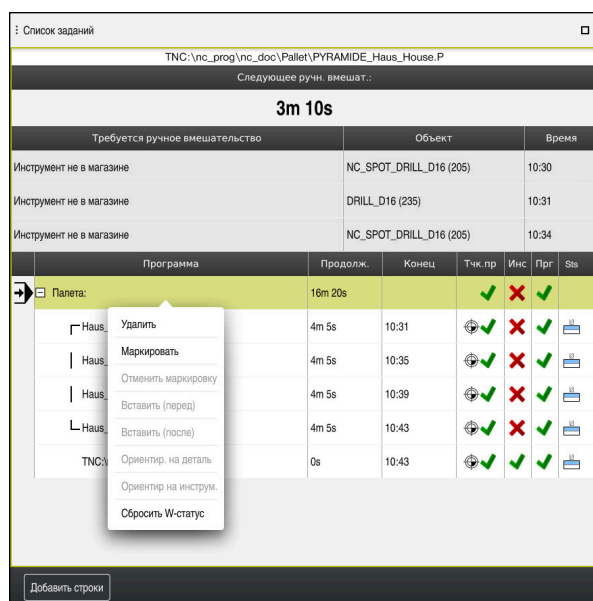 Список заданий
TNC:\nc_prog\nc_doc\Pallet\PYRAMIDE_Haus_House.P
Следующее ручн. вмешат.:
3m 10s
Требуется ручное вмешательство Объект Время
Инструмент не в магазине NC_SPOT_DRILL_D16 (205) 10:30
Инструмент не в магазине DRILL_D16 (235) 10:31
Инструмент не в магазине NC_SPOT_DRILL_D16 (205) 10:34
Программа Продолж. Конец Тчк.пр Инс Прг Sts
Палета: 16m 20s
Haus_ 4m 5s 10:31
Haus_ 4m 5s 10:35
Haus_ 4m 5s 10:39
Haus_ 4m 5s 10:43
TNC:\ 0s 10:43
Удалить
Маркировать
Отменить маркировку
Вставить (перед)
Вставить (после)
Ориентир. на деталь
Ориентир на инструм.
Сбросить W-статус
Добавить строки